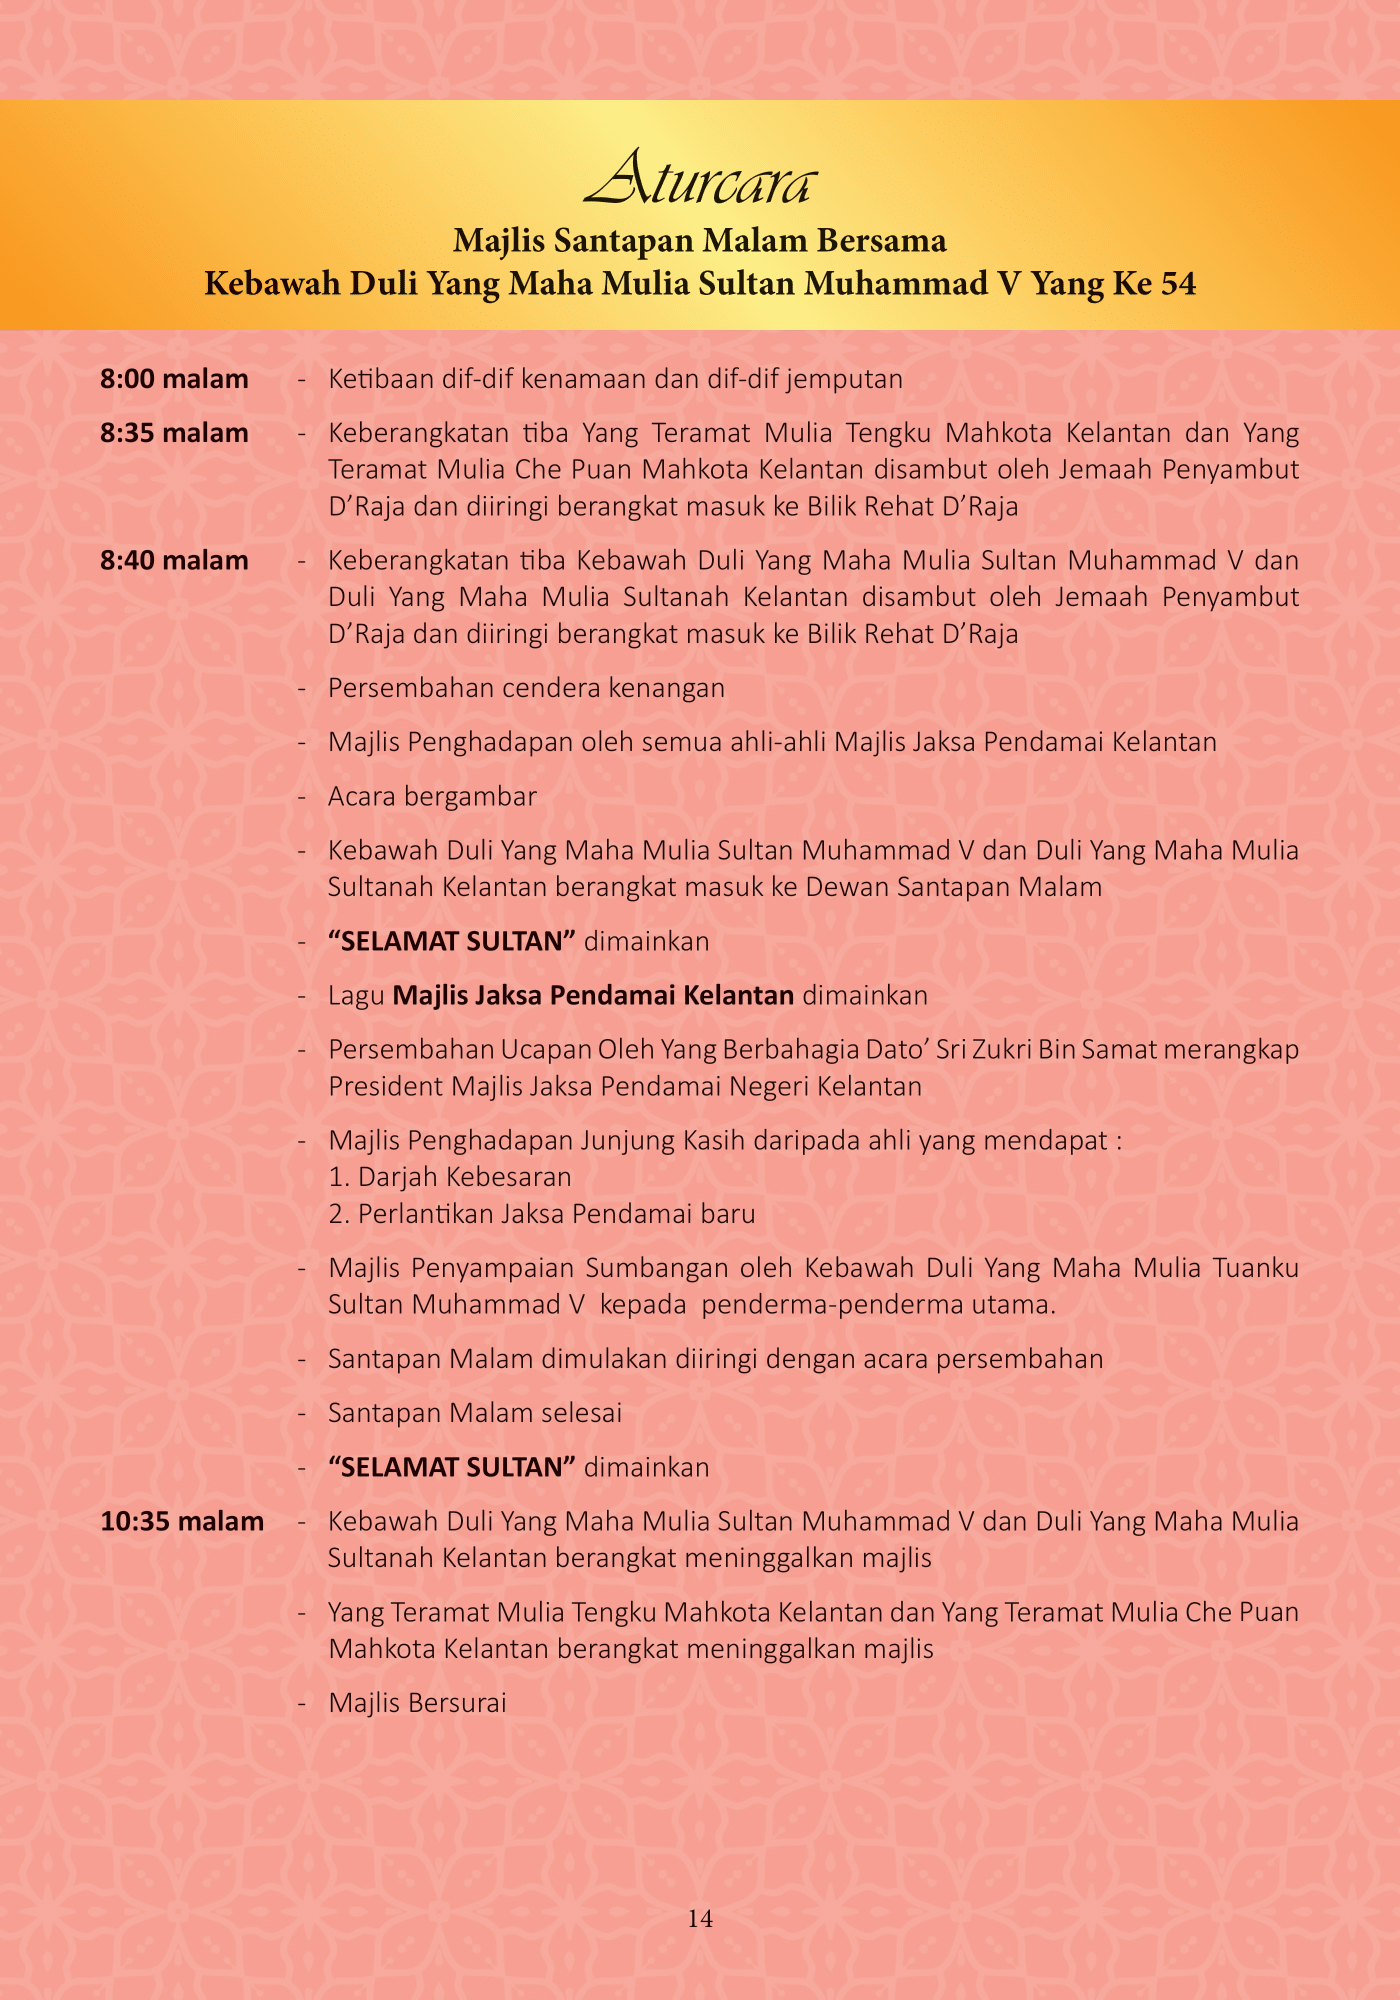 Aturcara
Majlis Santapan Malam Bersama
Kebawah Duli Yang Maha Mulia Sultan Muhammad V Yang Ke 54
8:00 malam - Ketibaan dif-dif kenamaan dan dif-dif jemputan
8:35 malam - Keberangkatan tiba Yang Teramat Mulia Tengku Mahkota Kelantan dan Yang
Teramat Mulia Che Puan Mahkota Kelantan disambut oleh Jemaah Penyambut
D’Raja dan diiringi berangkat masuk ke Bilik Rehat D’Raja
8:40 malam - Keberangkatan tiba Kebawah Duli Yang Maha Mulia Sultan Muhammad V dan
Duli Yang Maha Mulia Sultanah Kelantan disambut oleh Jemaah Penyambut
D’Raja dan diiringi berangkat masuk ke Bilik Rehat D’Raja
- Persembahan cendera kenangan
- Majlis Penghadapan oleh semua ahli-ahli Majlis Jaksa Pendamai Kelantan
- Acara bergambar
- Kebawah Duli Yang Maha Mulia Sultan Muhammad V dan Duli Yang Maha Mulia
Sultanah Kelantan berangkat masuk ke Dewan Santapan Malam
- “SELAMAT SULTAN” dimainkan
- Lagu Majlis Jaksa Pendamai Kelantan dimainkan
- Persembahan Ucapan Oleh Yang Berbahagia Dato’ Sri Zukri Bin Samat merangkap
President Majlis Jaksa Pendamai Negeri Kelantan
- Majlis Penghadapan Junjung Kasih daripada ahli yang mendapat :
1. Darjah Kebesaran
2. Perlantikan Jaksa Pendamai baru
- Majlis Penyampaian Sumbangan oleh Kebawah Duli Yang Maha Mulia Tuanku
Sultan Muhammad V kepada penderma-penderma utama.
- Santapan Malam dimulakan diiringi dengan acara persembahan
- Santapan Malam selesai
- “SELAMAT SULTAN” dimainkan
10:35 malam - Kebawah Duli Yang Maha Mulia Sultan Muhammad V dan Duli Yang Maha Mulia
Sultanah Kelantan berangkat meninggalkan majlis
- Yang Teramat Mulia Tengku Mahkota Kelantan dan Yang Teramat Mulia Che Puan
Mahkota Kelantan berangkat meninggalkan majlis
- Majlis Bersurai
14